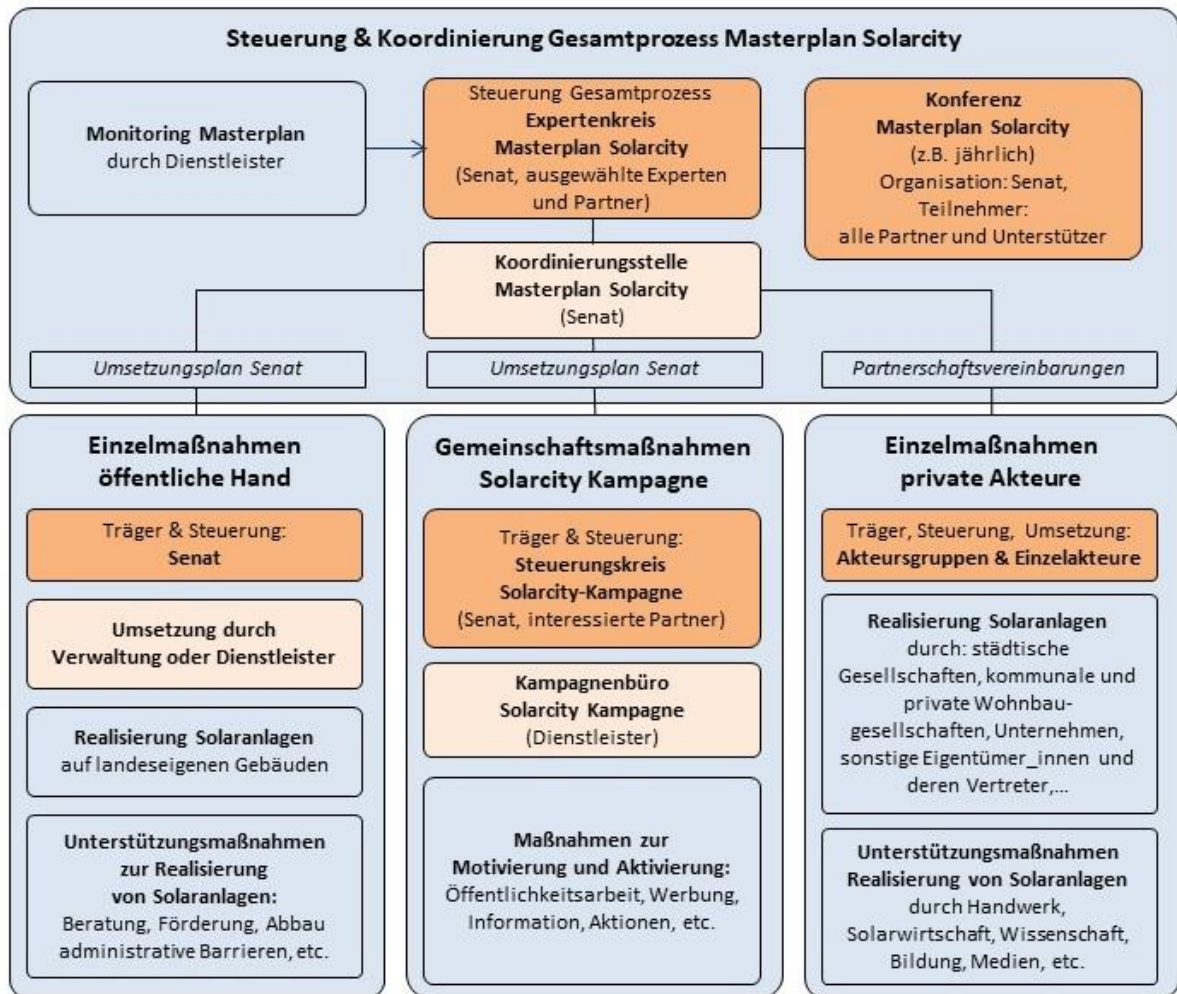 Steuerung & Koordinierung Gesamtprozess Masterplan Solarcity
Monitoring Masterplan
durch Dienstleister
Steuerung Gesamtprozess
Expertenkreis
Masterplan Solarcity
(Senat, ausgewählte Experten
und Partner)
Konferenz
Masterplan Solarcity
(z.B. jährlich)
Organisation: Senat,
Teilnehmer:
alle Partner und Unterstützer
Koordinierungsstelle
Masterplan Solarcity
(Senat)
Umsetzungsplan Senat
Umsetzungsplan Senat
Partnerschaftsvereinbarungen
Einzelmaßnahmen
öffentliche Hand
Träger & Steuerung:
Senat
Umsetzung durch
Verwaltung oder Dienstleister
Realisierung Solaranlagen
auf landeseigenen Gebäuden
Unterstützungsmaßnahmen
zur Realisierung
von Solaranlagen:
Beratung, Förderung, Abbau
administrative Barrieren, etc.
Gemeinschaftsmaßnahmen
Solarcity Kampagne
Träger & Steuerung:
Steuerungskreis
Solarcity-Kampagne
(Senat, interessierte Partner)
Kampagnenbüro
Solarcity Kampagne
(Dienstleister)
Maßnahmen zur
Motivierung und Aktivierung:
Öffentlichkeitsarbeit, Werbung,
Information, Aktionen, etc.
Einzelmaßnahmen
private Akteure
Träger, Steuerung, Umsetzung:
Akteursgruppen & Einzelakteure
Realisierung Solaranlagen
durch: städtische
Gesellschaften, kommunale und
private Wohnbau-
gesellschaften, Unternehmen,
sonstige Eigentümer_innen und
deren Vertreter,...
Unterstützungsmaßnahmen
Realisierung von Solaranlagen
durch Handwerk,
Solarwirtschaft, Wissenschaft,
Bildung, Medien, etc.